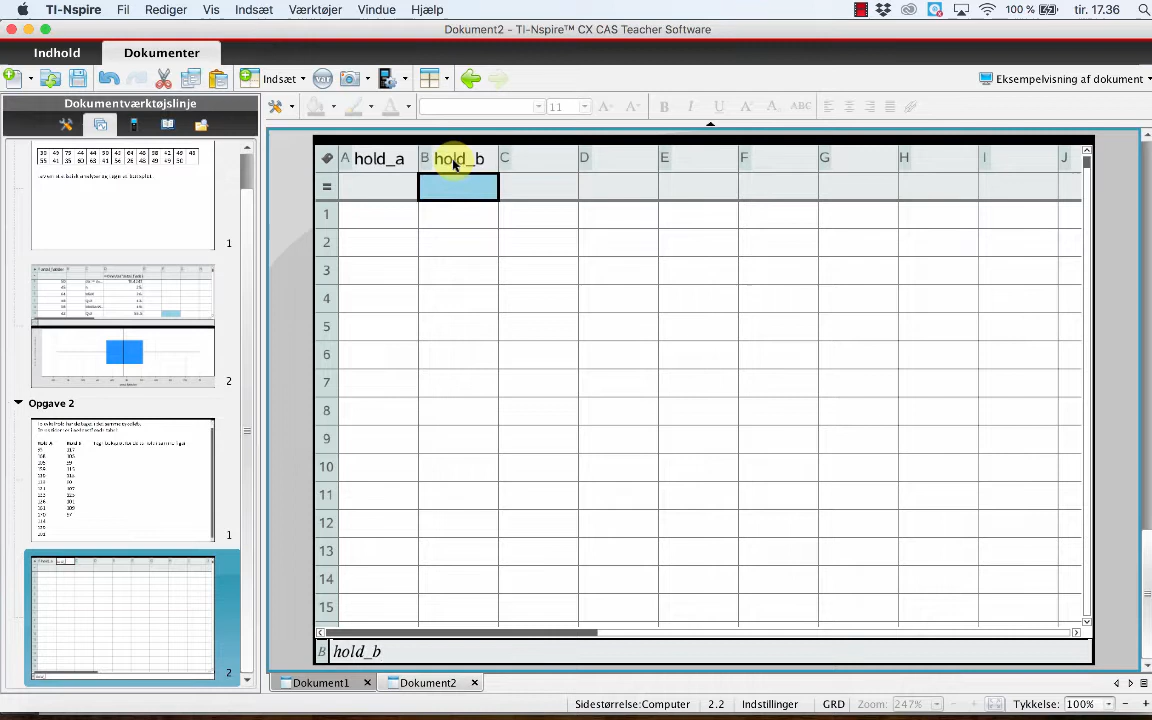 TI-Nspire Fil Rediger Vis Indsæt Værktøjer Vindue Hjælp 100 % tir. 17.36
Dokument2 - TI-Nspire™ CX CAS Teacher Software
Indhold Dokumenter
Indsæt Eksempelvisning af dokument
Dokumentværktøjslinje
11 B I U A A ABC
1
2
Opgave 2
1
2
A hold_a B hold_b C D E F G H I J
=
1
2
3
4
5
6
7
8
9
10
11
12
13
14
15
B hold_b
Dokument1 Dokument2
Sidestørrelse:Computer 2.2 Indstillinger GRD Zoom: 247% Tykkelse: 100%